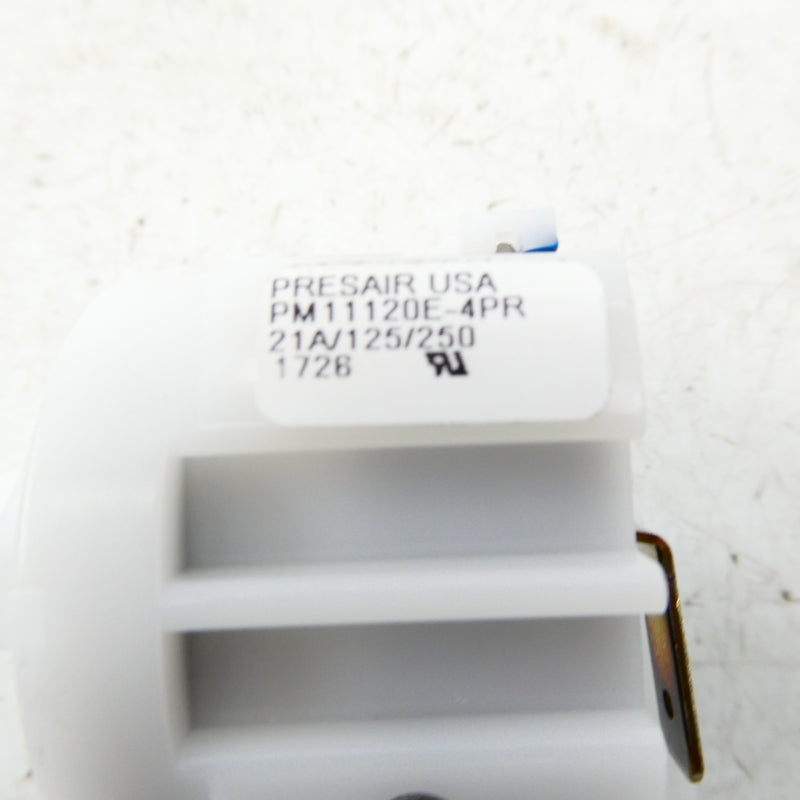 PRESAIR USA
PM11120E-4PR
21A/125/250
1726